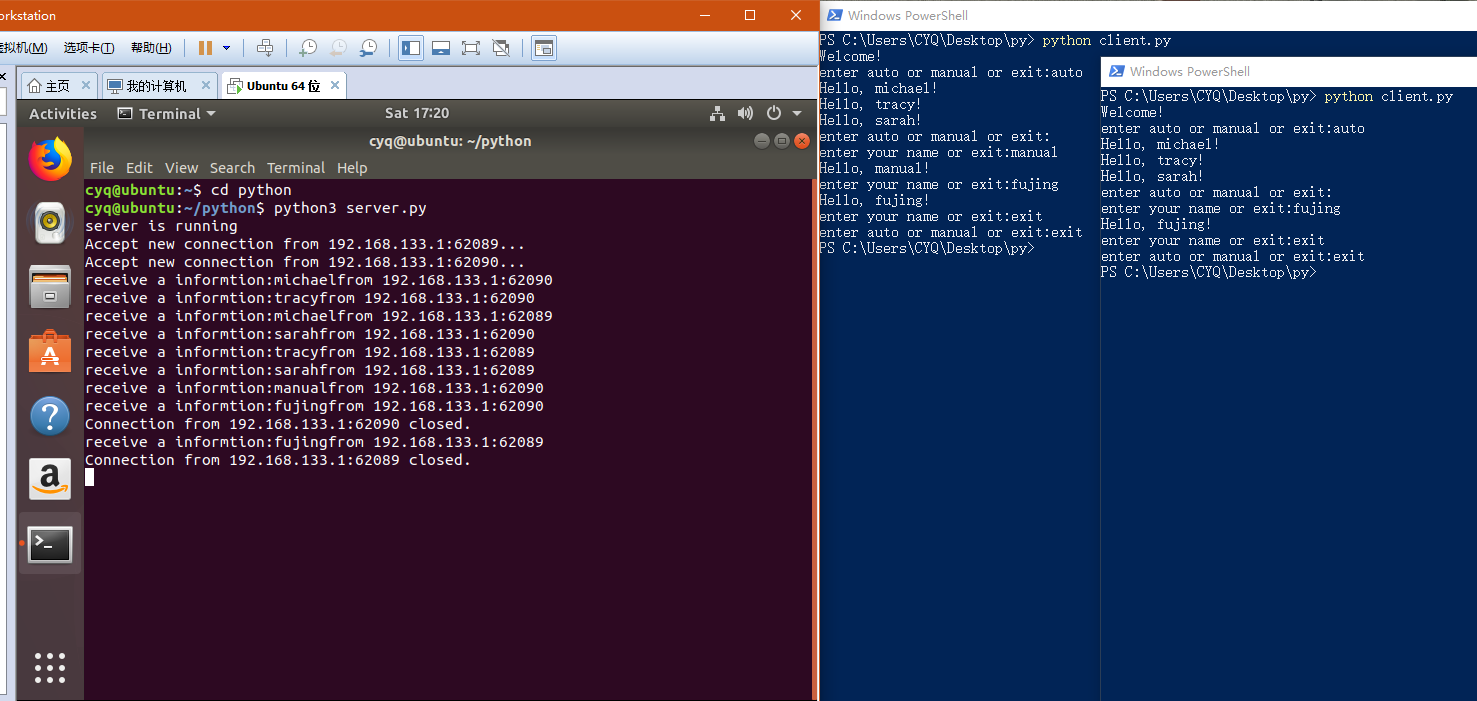 orkstation
虚拟机(M) 选项卡(T) 帮助(H)
主页 我的计算机 Ubuntu 64 位
Activities Terminal Sat 17:20
cyq@ubuntu: ~/python
File Edit View Search Terminal Help
cyq@ubuntu:~$ cd python
cyq@ubuntu:~/python$ python3 server.py
server is running
Accept new connection from 192.168.133.1:62089...
Accept new connection from 192.168.133.1:62090...
receive a informtion:michaelfrom 192.168.133.1:62090
receive a informtion:tracyfrom 192.168.133.1:62090
receive a informtion:michaelfrom 192.168.133.1:62089
receive a informtion:sarahfrom 192.168.133.1:62090
receive a informtion:tracyfrom 192.168.133.1:62089
receive a informtion:sarahfrom 192.168.133.1:62089
receive a informtion:manualfrom 192.168.133.1:62090
receive a informtion:fujingfrom 192.168.133.1:62090
Connection from 192.168.133.1:62090 closed.
receive a informtion:fujingfrom 192.168.133.1:62089
Connection from 192.168.133.1:62089 closed.
Windows PowerShell
PS C:\Users\CYQ\Desktop\py> python client.py
Welcome!
enter auto or manual or exit:auto
Hello, michael!
Hello, tracy!
Hello, sarah!
enter auto or manual or exit:
enter your name or exit:manual
Hello, manual!
enter your name or exit:fujing
Hello, fujing!
enter your name or exit:exit
enter auto or manual or exit:exit
PS C:\Users\CYQ\Desktop\py>
Windows PowerShell
PS C:\Users\CYQ\Desktop\py> python client.py
Welcome!
enter auto or manual or exit:auto
Hello, michael!
Hello, tracy!
Hello, sarah!
enter auto or manual or exit:
enter your name or exit:fujing
Hello, fujing!
enter your name or exit:exit
enter auto or manual or exit:exit
PS C:\Users\CYQ\Desktop\py>